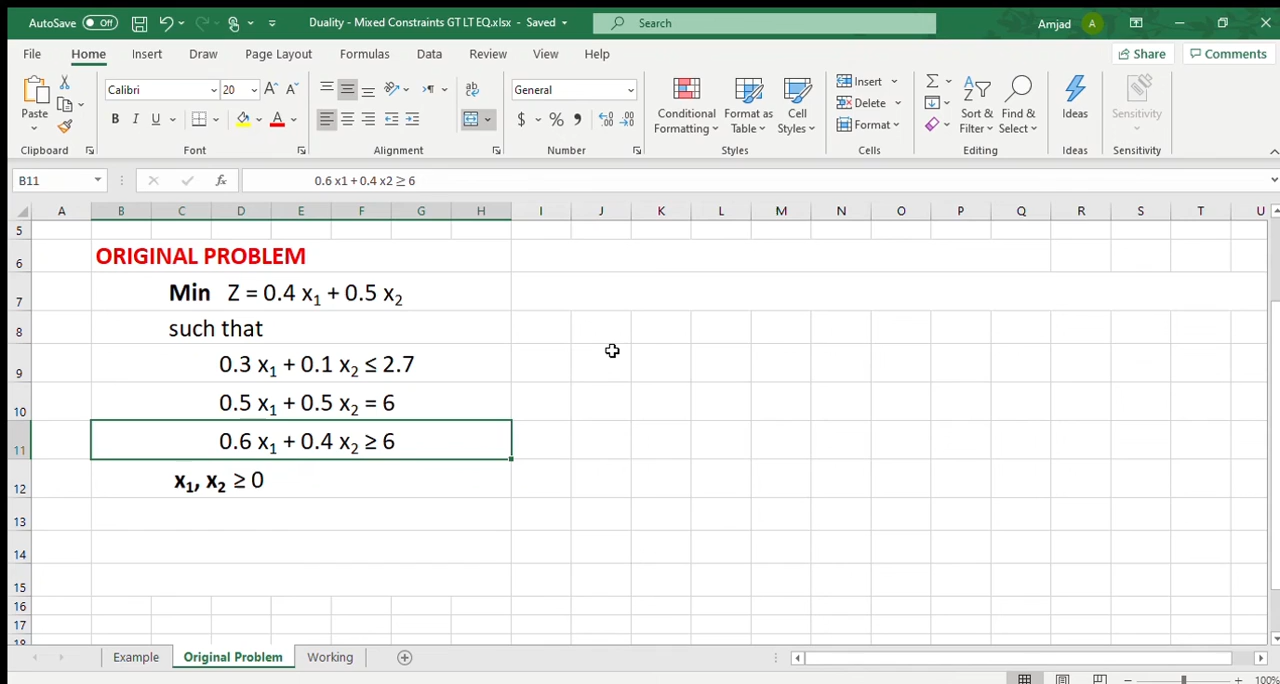 AutoSave Off Duality - Mixed Constraints GT LT EQ.xlsx - Saved Search Amjad A
File Home Insert Draw Page Layout Formulas Data Review View Help Share Comments
Calibri 20 A A ab General Σ Insert
Paste B I U A $ % 9 Conditional Format as Cell Delete Sort & Find & Ideas Sensitivity
Formatting Table Styles Format Filter Select
Clipboard Font Alignment Number Styles Cells Editing Ideas Sensitivity
B11 fx 0.6 x1 + 0.4 x2 ≥ 6
A B C D E F G H I J K L M N O P Q R S T U
5
6 ORIGINAL PROBLEM
7 Min Z = 0.4 x₁ + 0.5 x₂
8 such that
9 0.3 x₁ + 0.1 x₂ ≤ 2.7
10 0.5 x₁ + 0.5 x₂ = 6
11 0.6 x₁ + 0.4 x₂ ≥ 6
12 x₁, x₂ ≥ 0
13
14
15
16
17
18
Example Original Problem Working
100%